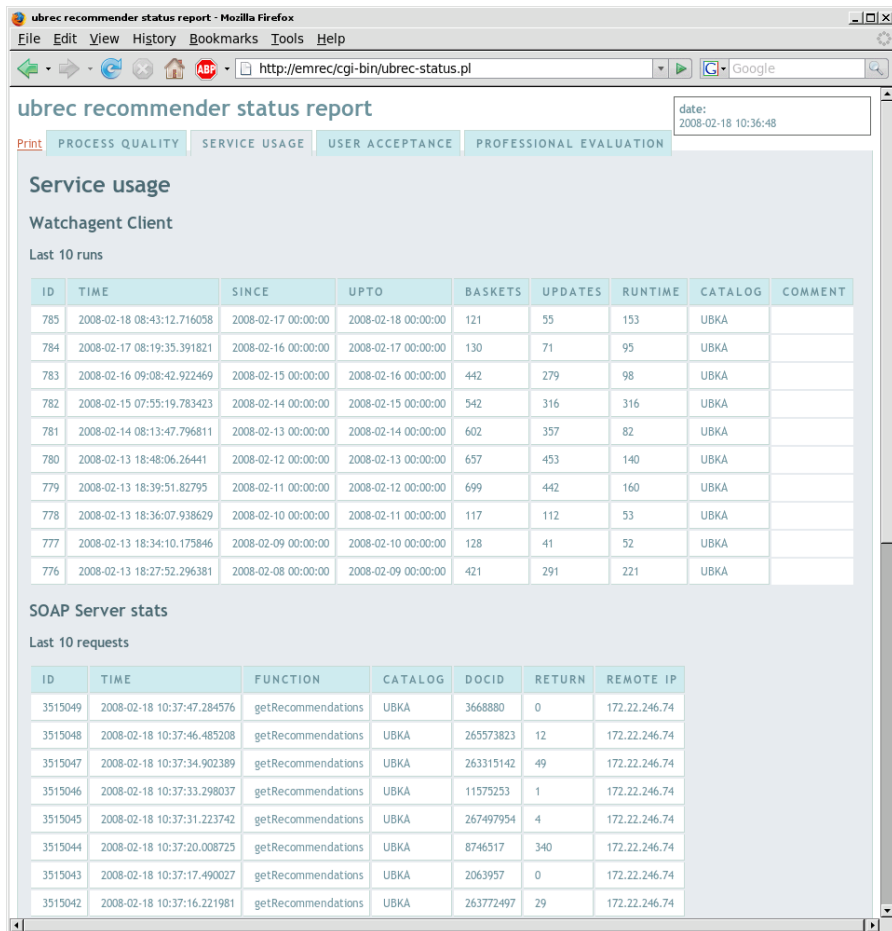 ubrec recommender status report - Mozilla Firefox
File Edit View History Bookmarks Tools Help
ABP http://emrec/cgi-bin/ubrec-status.pl G Google
ubrec recommender status report
date:
2008-02-18 10:36:48
Print PROCESS QUALITY SERVICE USAGE USER ACCEPTANCE PROFESSIONAL EVALUATION
Service usage
Watchagent Client
Last 10 runs
ID TIME SINCE UPTO BASKETS UPDATES RUNTIME CATALOG COMMENT
785 2008-02-18 08:43:12.716058 2008-02-17 00:00:00 2008-02-18 00:00:00 121 55 153 UBKA
784 2008-02-17 08:19:35.391821 2008-02-16 00:00:00 2008-02-17 00:00:00 130 71 95 UBKA
783 2008-02-16 09:08:42.922469 2008-02-15 00:00:00 2008-02-16 00:00:00 442 279 98 UBKA
782 2008-02-15 07:55:19.783423 2008-02-14 00:00:00 2008-02-15 00:00:00 542 316 316 UBKA
781 2008-02-14 08:13:47.796811 2008-02-13 00:00:00 2008-02-14 00:00:00 602 357 82 UBKA
780 2008-02-13 18:48:06.26441 2008-02-12 00:00:00 2008-02-13 00:00:00 657 453 140 UBKA
779 2008-02-13 18:39:51.82795 2008-02-11 00:00:00 2008-02-12 00:00:00 699 442 160 UBKA
778 2008-02-13 18:36:07.938629 2008-02-10 00:00:00 2008-02-11 00:00:00 117 112 53 UBKA
777 2008-02-13 18:34:10.175846 2008-02-09 00:00:00 2008-02-10 00:00:00 128 41 52 UBKA
776 2008-02-13 18:27:52.296381 2008-02-08 00:00:00 2008-02-09 00:00:00 421 291 221 UBKA
SOAP Server stats
Last 10 requests
ID TIME FUNCTION CATALOG DOCID RETURN REMOTE IP
3515049 2008-02-18 10:37:47.284576 getRecommendations UBKA 3668880 0 172.22.246.74
3515048 2008-02-18 10:37:46.485208 getRecommendations UBKA 265573823 12 172.22.246.74
3515047 2008-02-18 10:37:34.902389 getRecommendations UBKA 263315142 49 172.22.246.74
3515046 2008-02-18 10:37:33.298037 getRecommendations UBKA 11575253 1 172.22.246.74
3515045 2008-02-18 10:37:31.223742 getRecommendations UBKA 267497954 4 172.22.246.74
3515044 2008-02-18 10:37:20.008725 getRecommendations UBKA 8746517 340 172.22.246.74
3515043 2008-02-18 10:37:17.490027 getRecommendations UBKA 2063957 0 172.22.246.74
3515042 2008-02-18 10:37:16.221981 getRecommendations UBKA 263772497 29 172.22.246.74